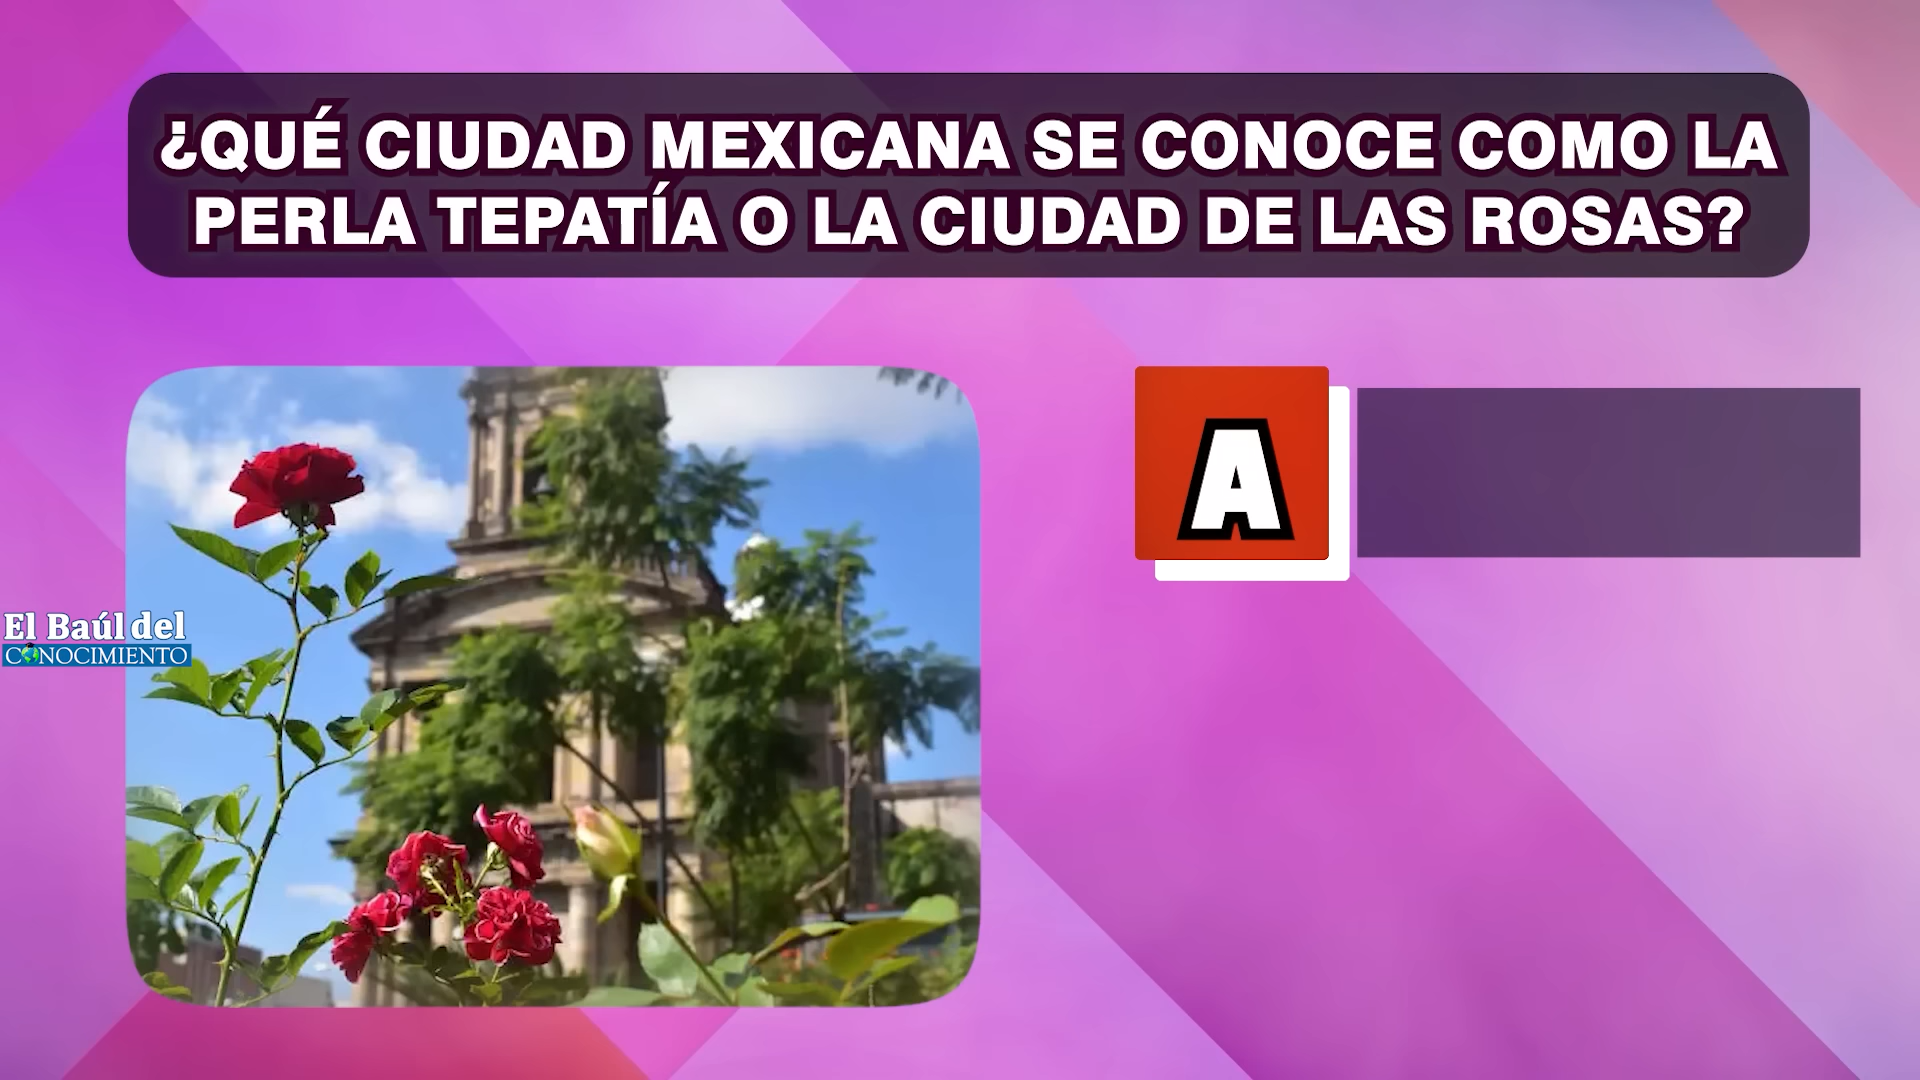 ¿QUÉ CIUDAD MEXICANA SE CONOCE COMO LA
PERLA TEPATÍA O LA CIUDAD DE LAS ROSAS?
A
El Baúl del
CONOCIMIENTO